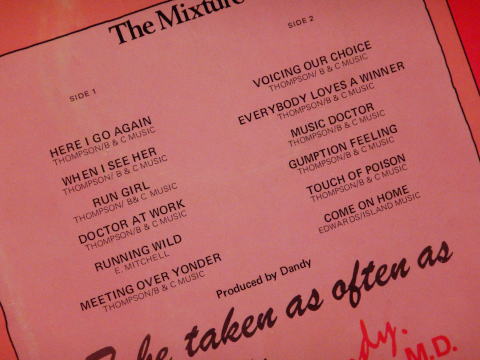 The Mixture
SIDE 1
HERE I GO AGAIN
THOMPSON/B & C MUSIC
WHEN I SEE HER
THOMPSON/ B & C MUSIC
RUN GIRL
THOMPSON/ B& C MUSIC
DOCTOR AT WORK
THOMPSON/B & C MUSIC
RUNNING WILD
E. MITCHELL
MEETING OVER YONDER
THOMPSON/B & C MUSIC
SIDE 2
VOICING OUR CHOICE
THOMPSON/ B & C MUSIC
EVERYBODY LOVES A WINNER
THOMPSON/B & C MUSIC
MUSIC DOCTOR
THOMPSON/B & C MUSIC
GUMPTION FEELING
THOMPSON/B & C MUSIC
TOUCH OF POISON
THOMPSON/B & C MUSIC
COME ON HOME
EDWARDS/ISLAND MUSIC
Produced by Dandy
be taken as often as
dy.
M.D.